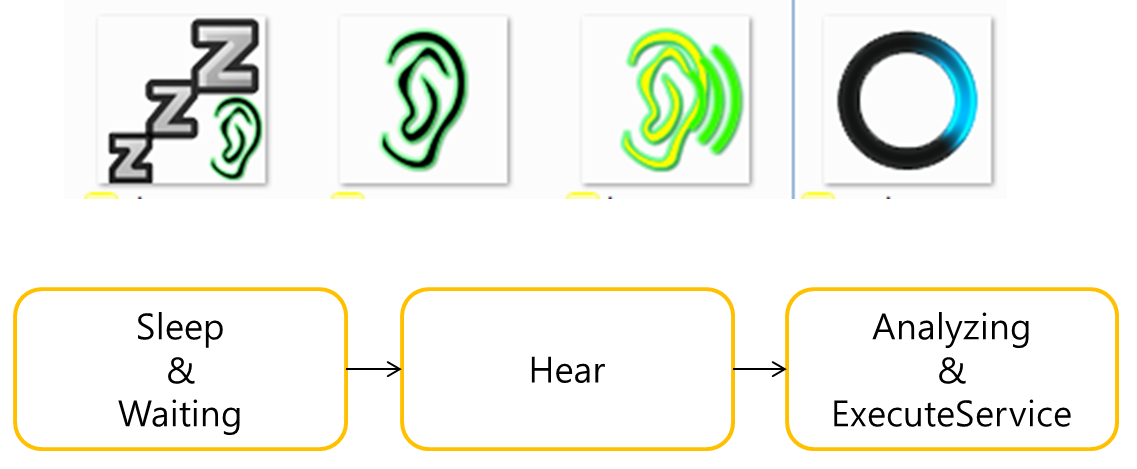 Z
Z
Z
Sleep
&
Waiting
Hear
Analyzing
&
ExecuteService